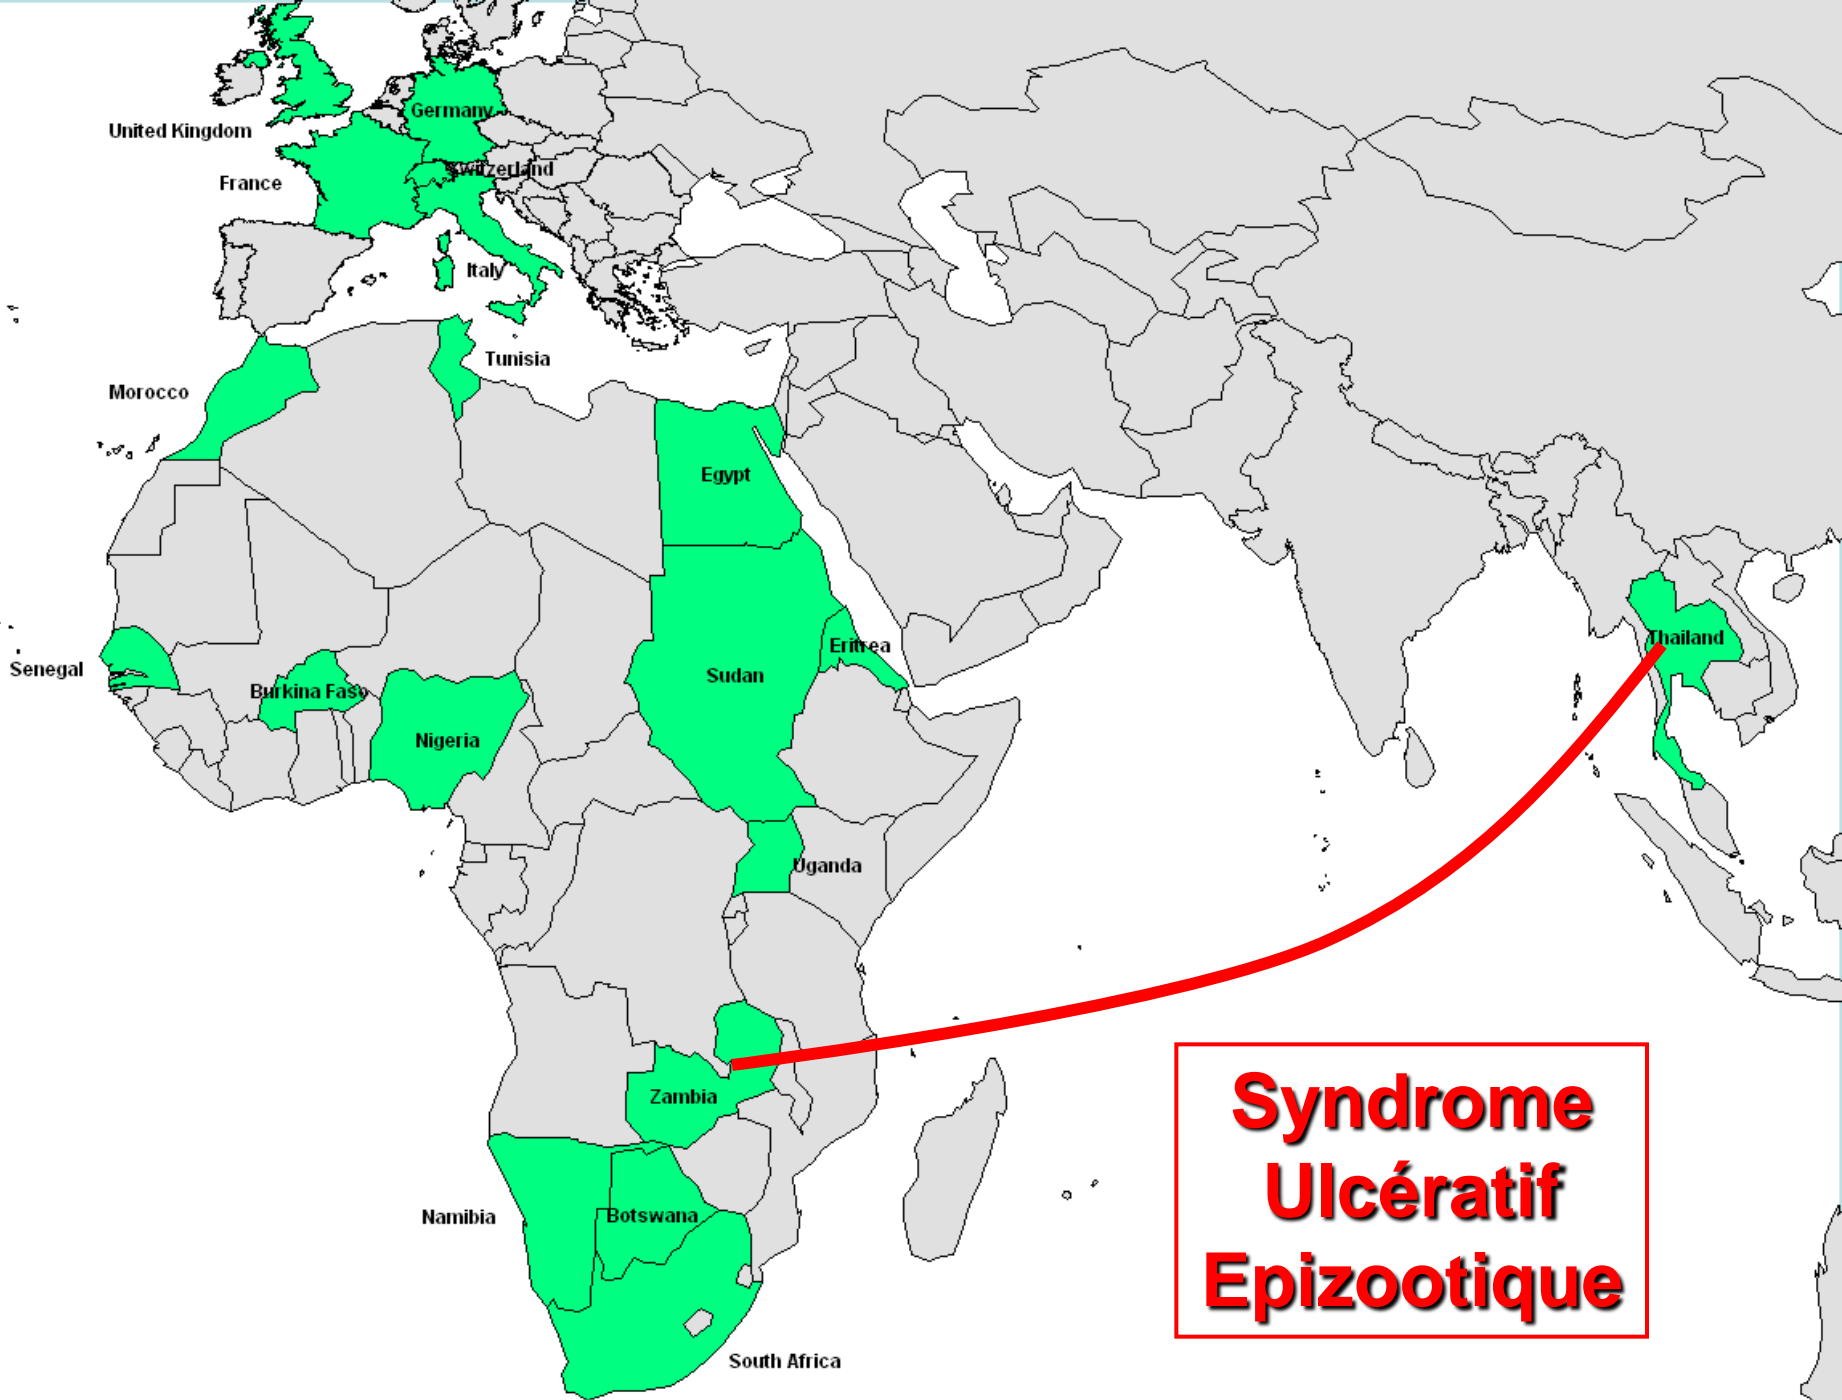 Germany
United Kingdom
Switzerland
France
Italy
Tunisia
Morocco
Egypt
Thailand
Eritrea
Senegal
Sudan
Burkina Faso
Nigeria
Uganda
Zambia
Namibia
Botswana
South Africa
Syndrome
Ulcératif
Epizootique